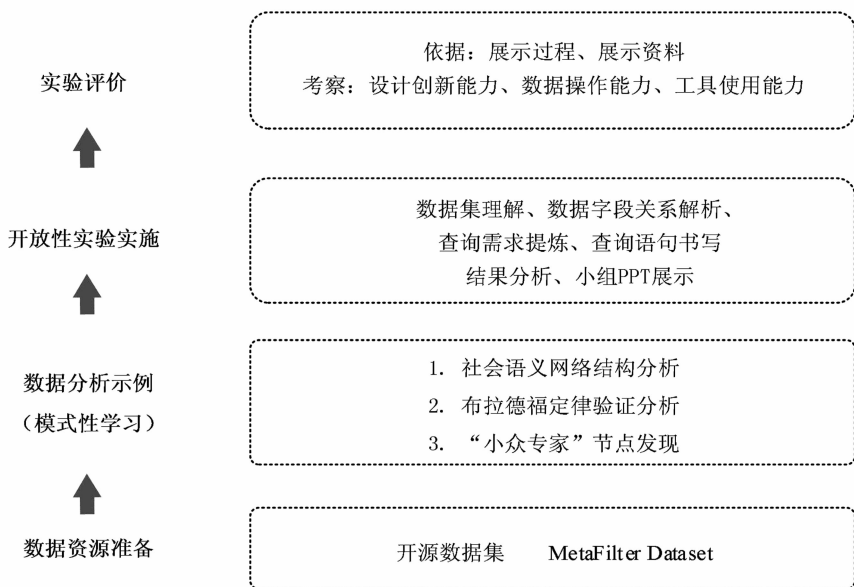 实验评价
依据：展示过程、展示资料
考察：设计创新能力、数据操作能力、工具使用能力
开放性实验实施
数据集理解、数据字段关系解析、
查询需求提炼、查询语句书写
结果分析、小组PPT展示
数据分析示例
（模式性学习）
1. 社会语义网络结构分析
2. 布拉德福定律验证分析
3. “小众专家”节点发现
数据资源准备
开源数据集 MetaFilter Dataset